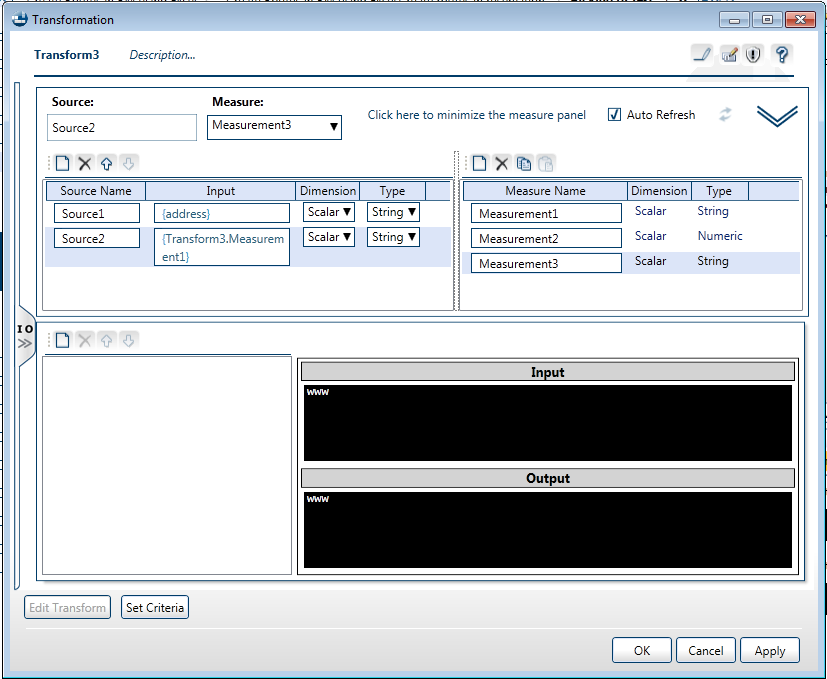 Transformation
Transform3 Description...
Source: Measure:
Source2 Measurement3 Click here to minimize the measure panel Auto Refresh
Source Name Input Dimension Type
Source1 {address} Scalar String
Source2 {Transform3.Measurem Scalar String
ent1}
Measure Name Dimension Type
Measurement1 Scalar String
Measurement2 Scalar Numeric
Measurement3 Scalar String
I O
Input
www
Output
www
Edit Transform Set Criteria
OK Cancel Apply